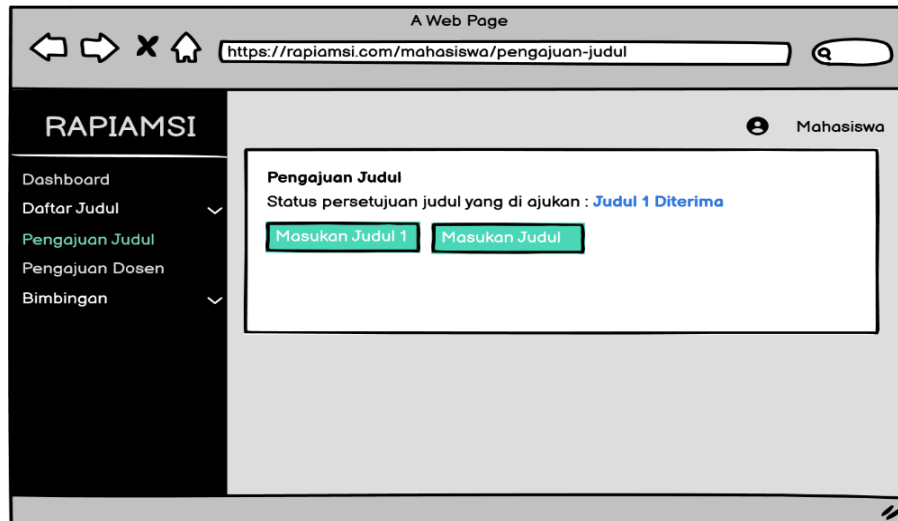 A Web Page
https://rapiamsi.com/mahasiswa/pengajuan-judul
RAPIAMSI
Mahasiswa
Dashboard
Daftar Judul
Pengajuan Judul
Pengajuan Dosen
Bimbingan
Pengajuan Judul
Status persetujuan judul yang di ajukan : Judul 1 Diterima
Masukan Judul 1 Masukan Judul